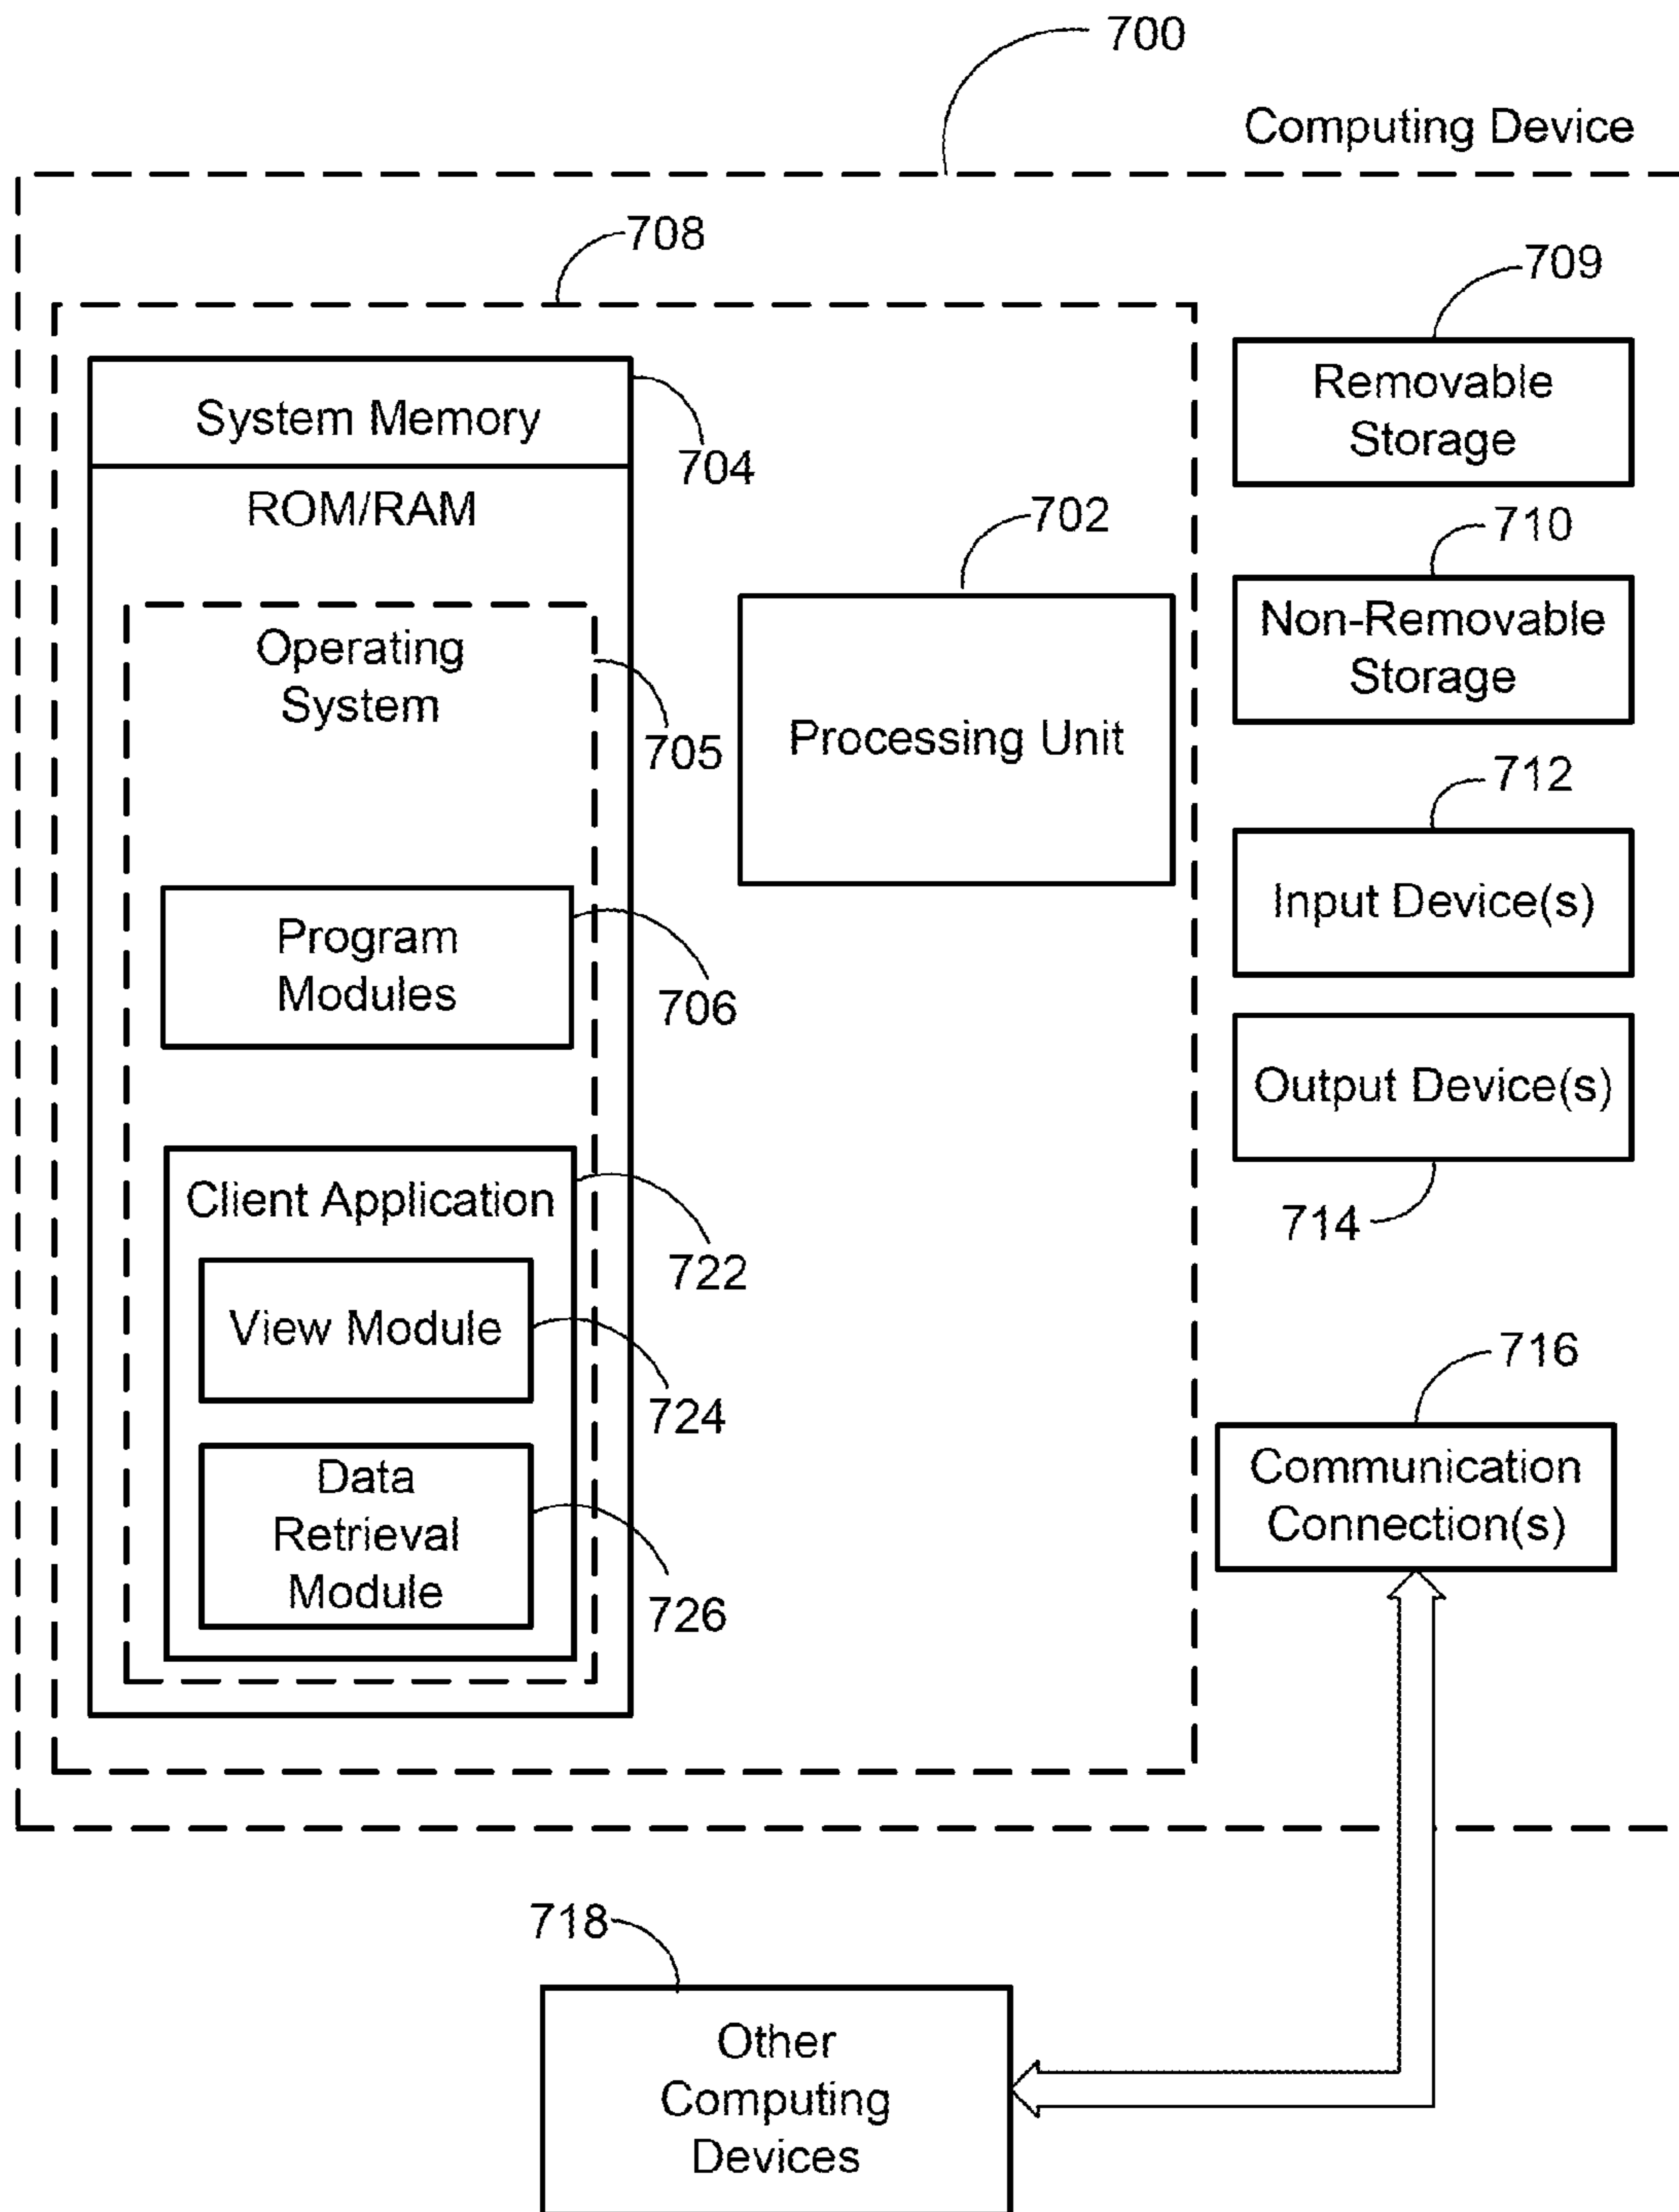 700
Computing Device
708
709
Removable
Storage
System Memory
704
ROM/RAM
702
710
Non-Removable
Storage
Operating
System
705
Processing Unit
712
Input Device(s)
Program
Modules
706
Output Device(s)
714
Client Application
722
View Module
724
716
Communication
Connection(s)
Data
Retrieval
Module
726
718
Other
Computing
Devices